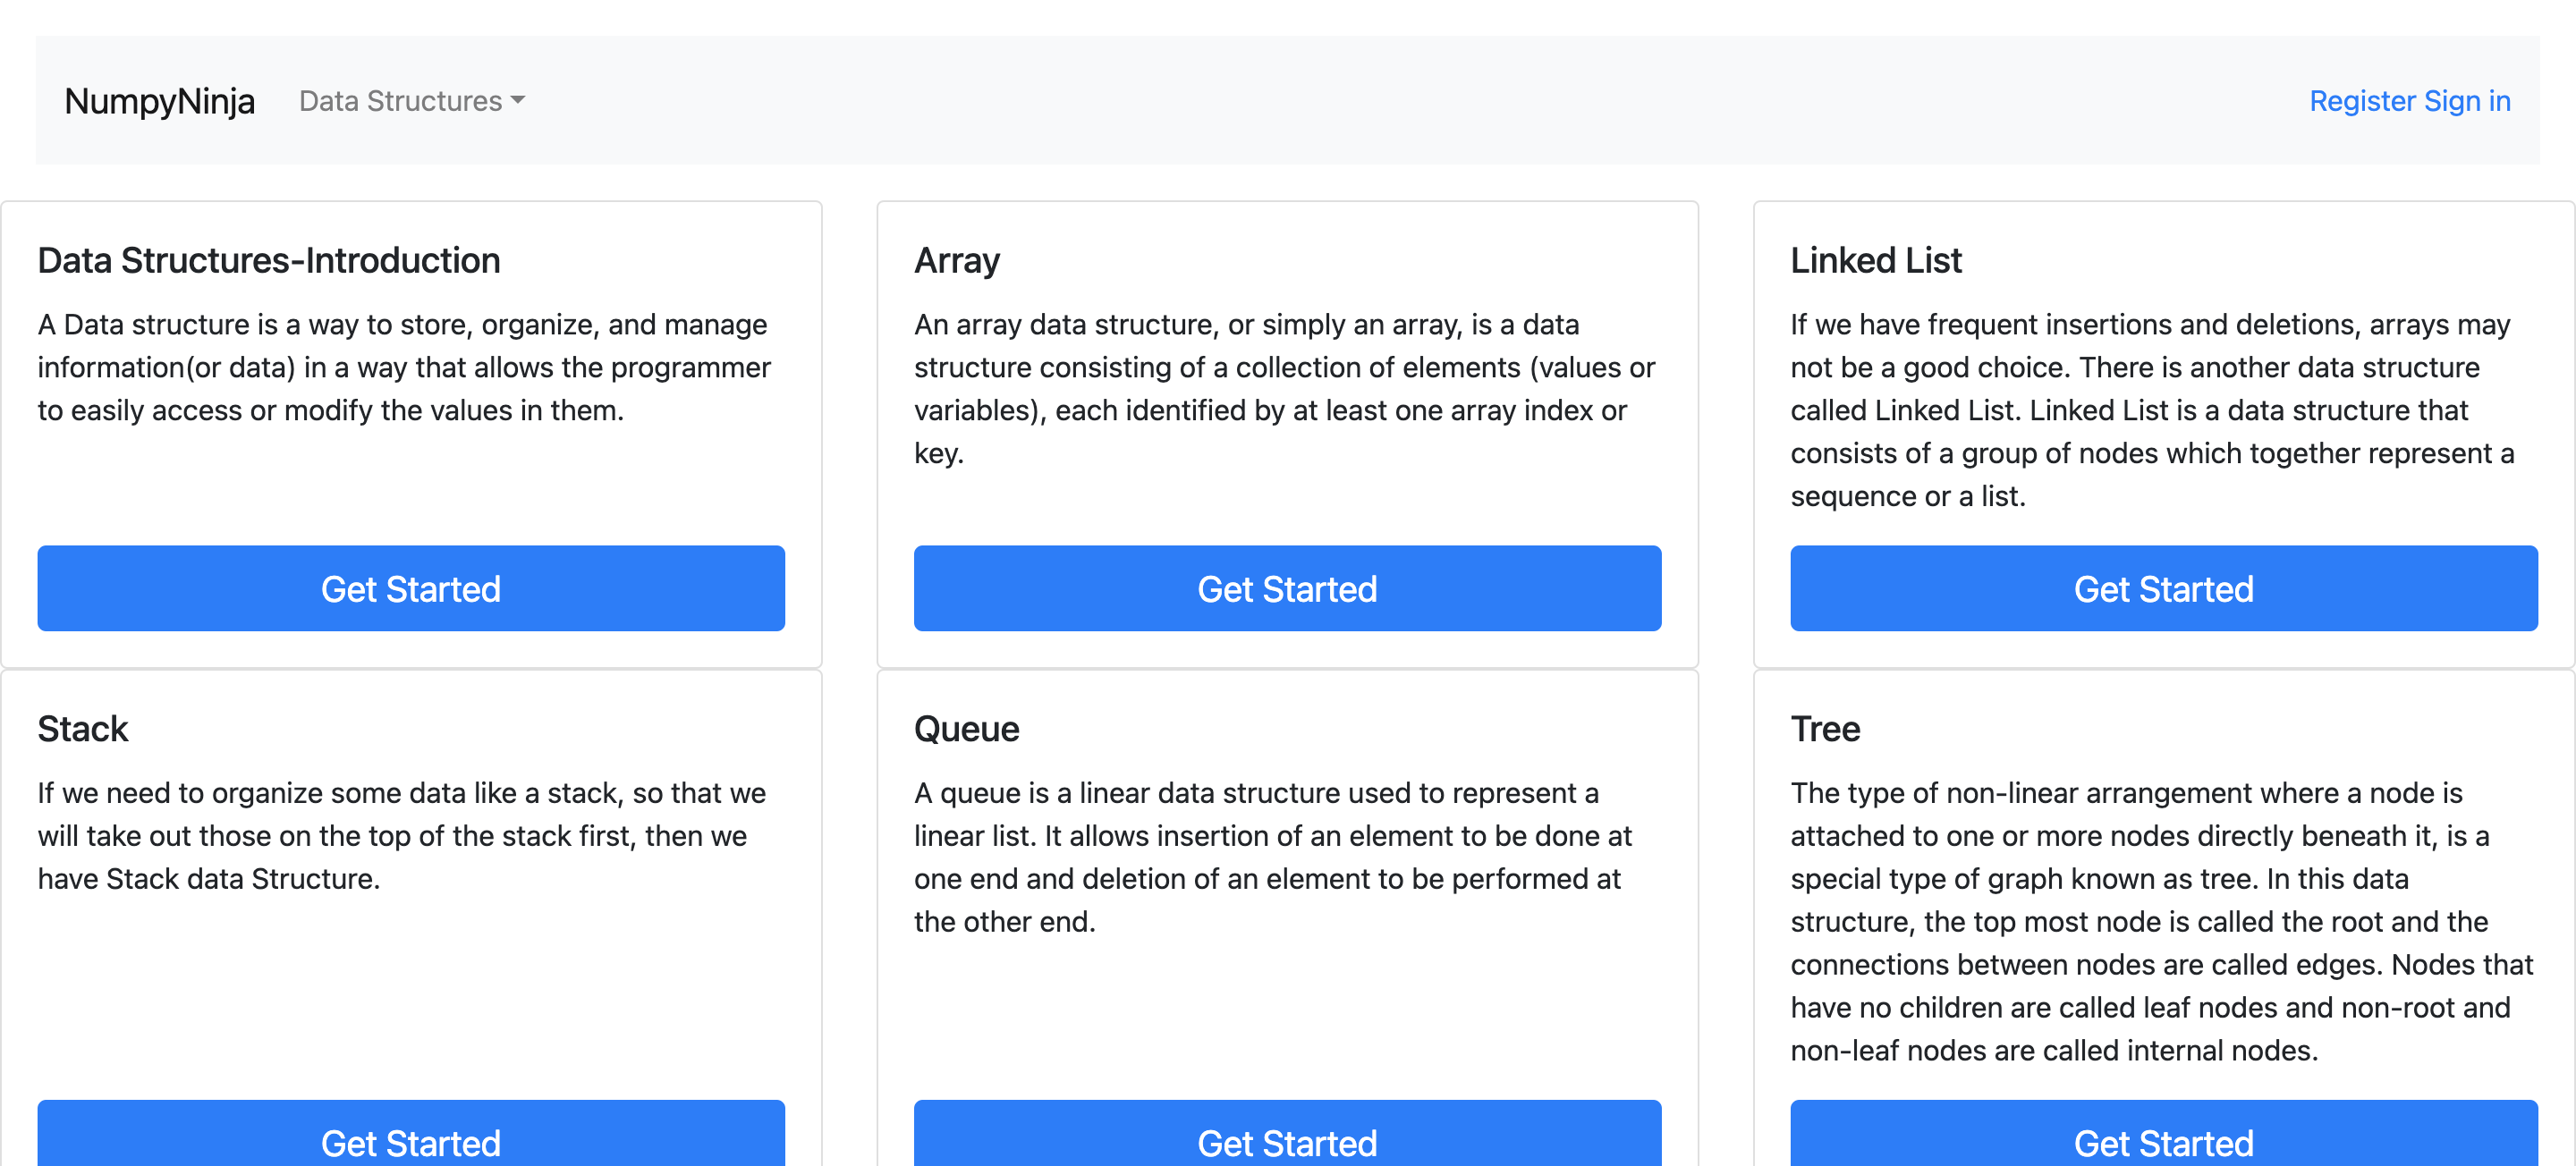 NumpyNinja
Data Structures
Register Sign in
Data Structures-Introduction
A Data structure is a way to store, organize, and manage
information(or data) in a way that allows the programmer
to easily access or modify the values in them.
Get Started
Array
An array data structure, or simply an array, is a data
structure consisting of a collection of elements (values or
variables), each identified by at least one array index or
key.
Get Started
Linked List
If we have frequent insertions and deletions, arrays may
not be a good choice. There is another data structure
called Linked List. Linked List is a data structure that
consists of a group of nodes which together represent a
sequence or a list.
Get Started
Stack
If we need to organize some data like a stack, so that we
will take out those on the top of the stack first, then we
have Stack data Structure.
Get Started
Queue
A queue is a linear data structure used to represent a
linear list. It allows insertion of an element to be done at
one end and deletion of an element to be performed at
the other end.
Get Started
Tree
The type of non-linear arrangement where a node is
attached to one or more nodes directly beneath it, is a
special type of graph known as tree. In this data
structure, the top most node is called the root and the
connections between nodes are called edges. Nodes that
have no children are called leaf nodes and non-root and
non-leaf nodes are called internal nodes.
Get Started